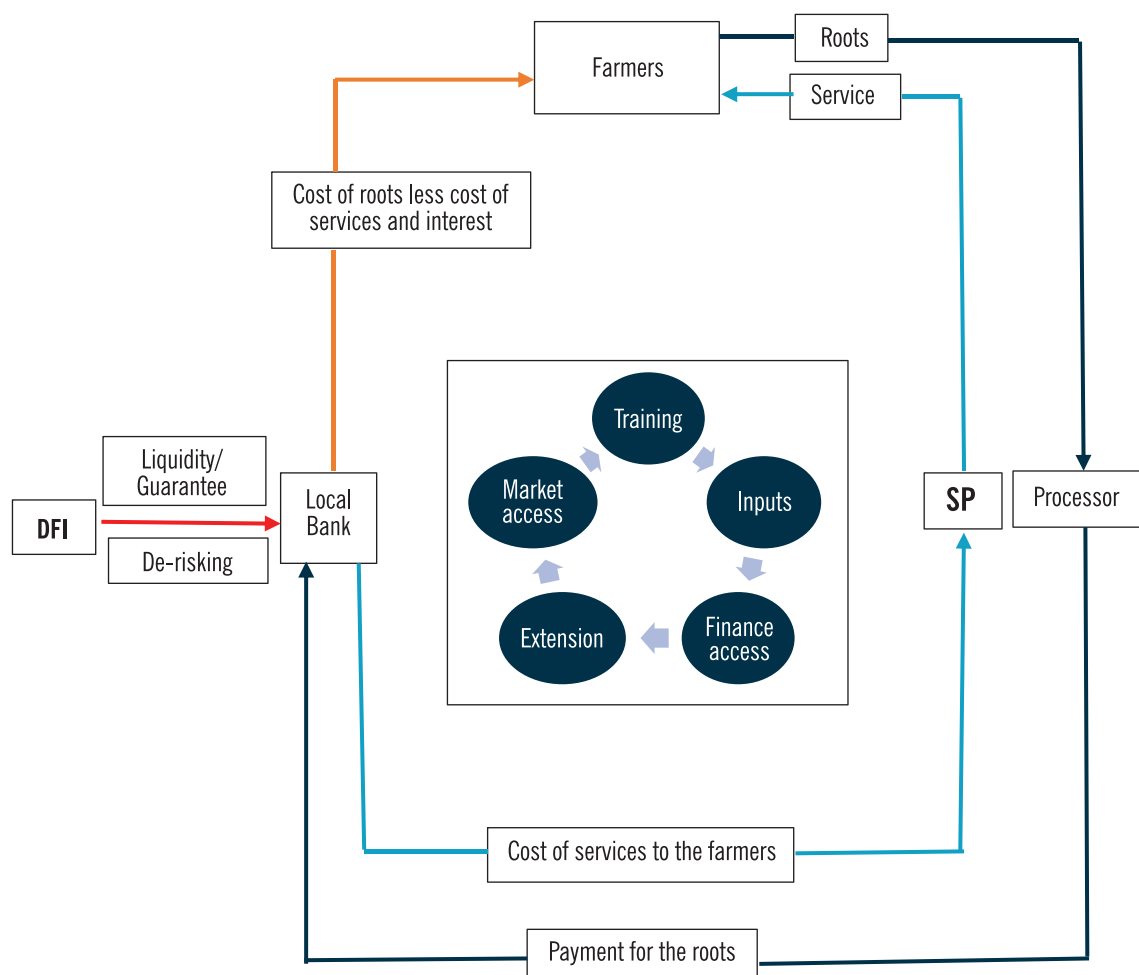 Roots
Farmers
Service
Cost of roots less cost of
services and interest
Training
Liquidity/
Guarantee
Market
access
Inputs
Local
Bank
SP
Processor
DFI
De-risking
Extension
Finance
access
Cost of services to the farmers
Payment for the roots